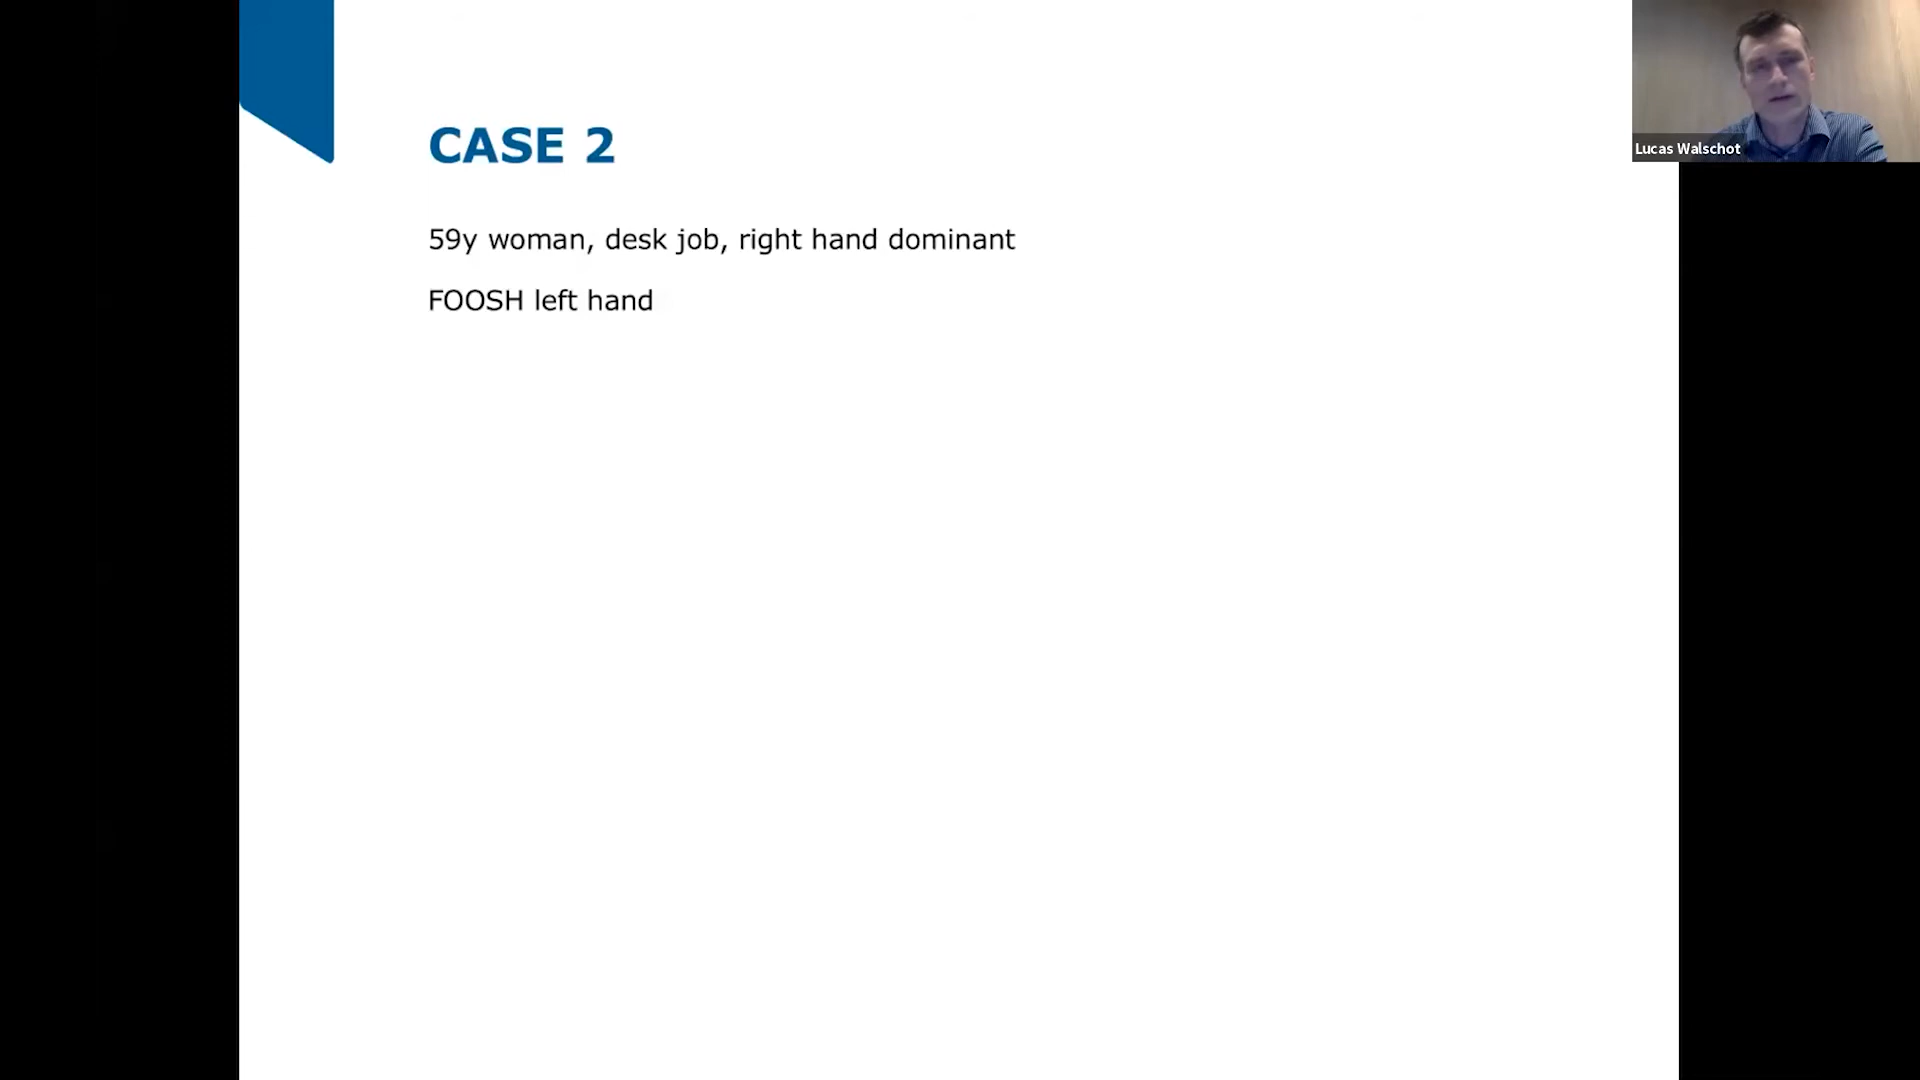 CASE 2
59y woman, desk job, right hand dominant
FOOSH left hand
Lucas Walschot